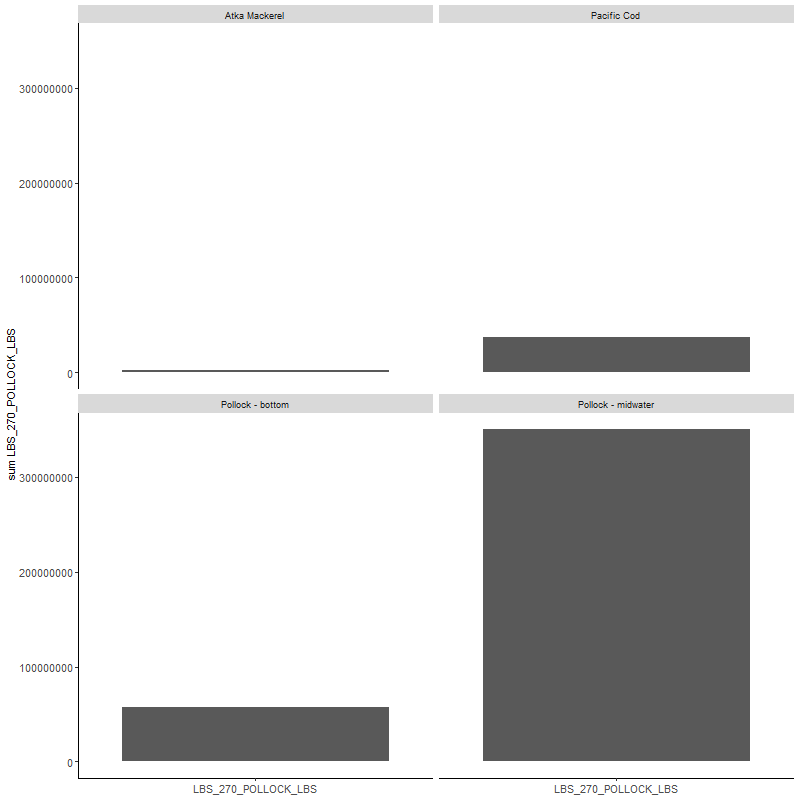 Atka Mackerel
Pacific Cod
300000000
200000000
100000000
0
sum LBS_270_POLLOCK_LBS
Pollock - bottom
Pollock - midwater
300000000
200000000
100000000
0
LBS_270_POLLOCK_LBS
LBS_270_POLLOCK_LBS